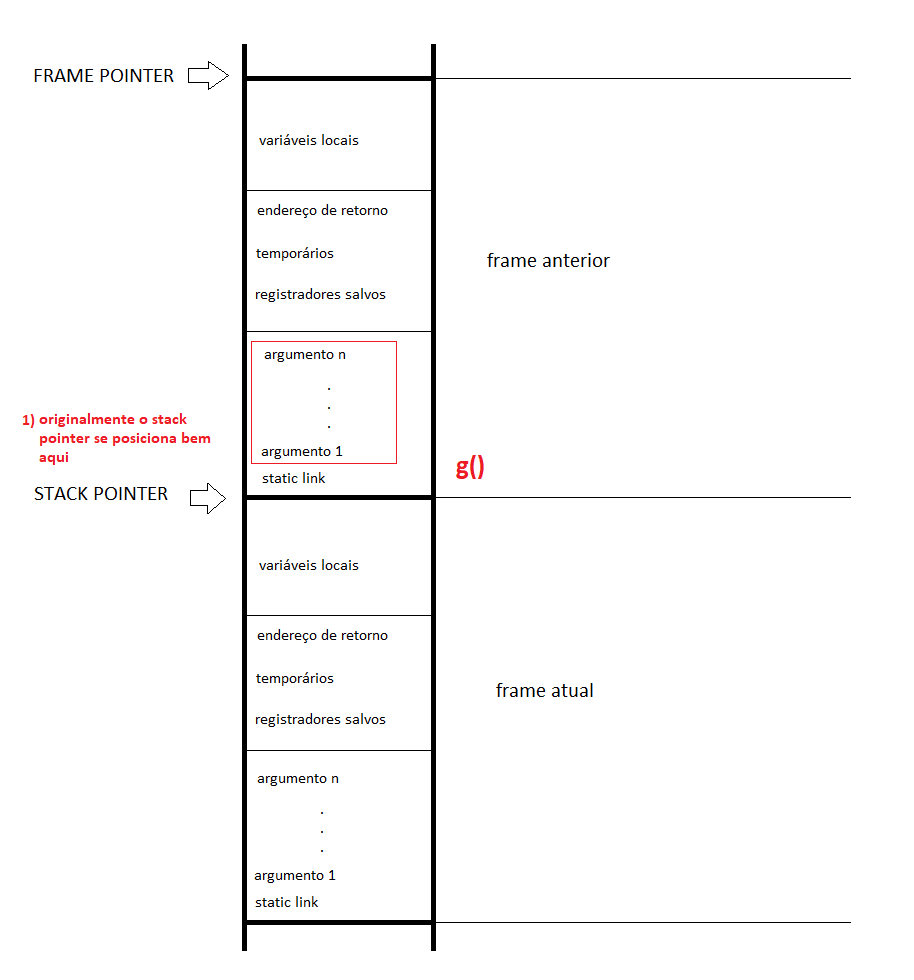 FRAME POINTER
variáveis locais
endereço de retorno
temporários
registradores salvos
frame anterior
argumento n
.
.
.
argumento 1
static link
1) originalmente o stack
pointer se posiciona bem
aqui
g()
STACK POINTER
variáveis locais
endereço de retorno
temporários
registradores salvos
frame atual
argumento n
.
.
.
argumento 1
static link